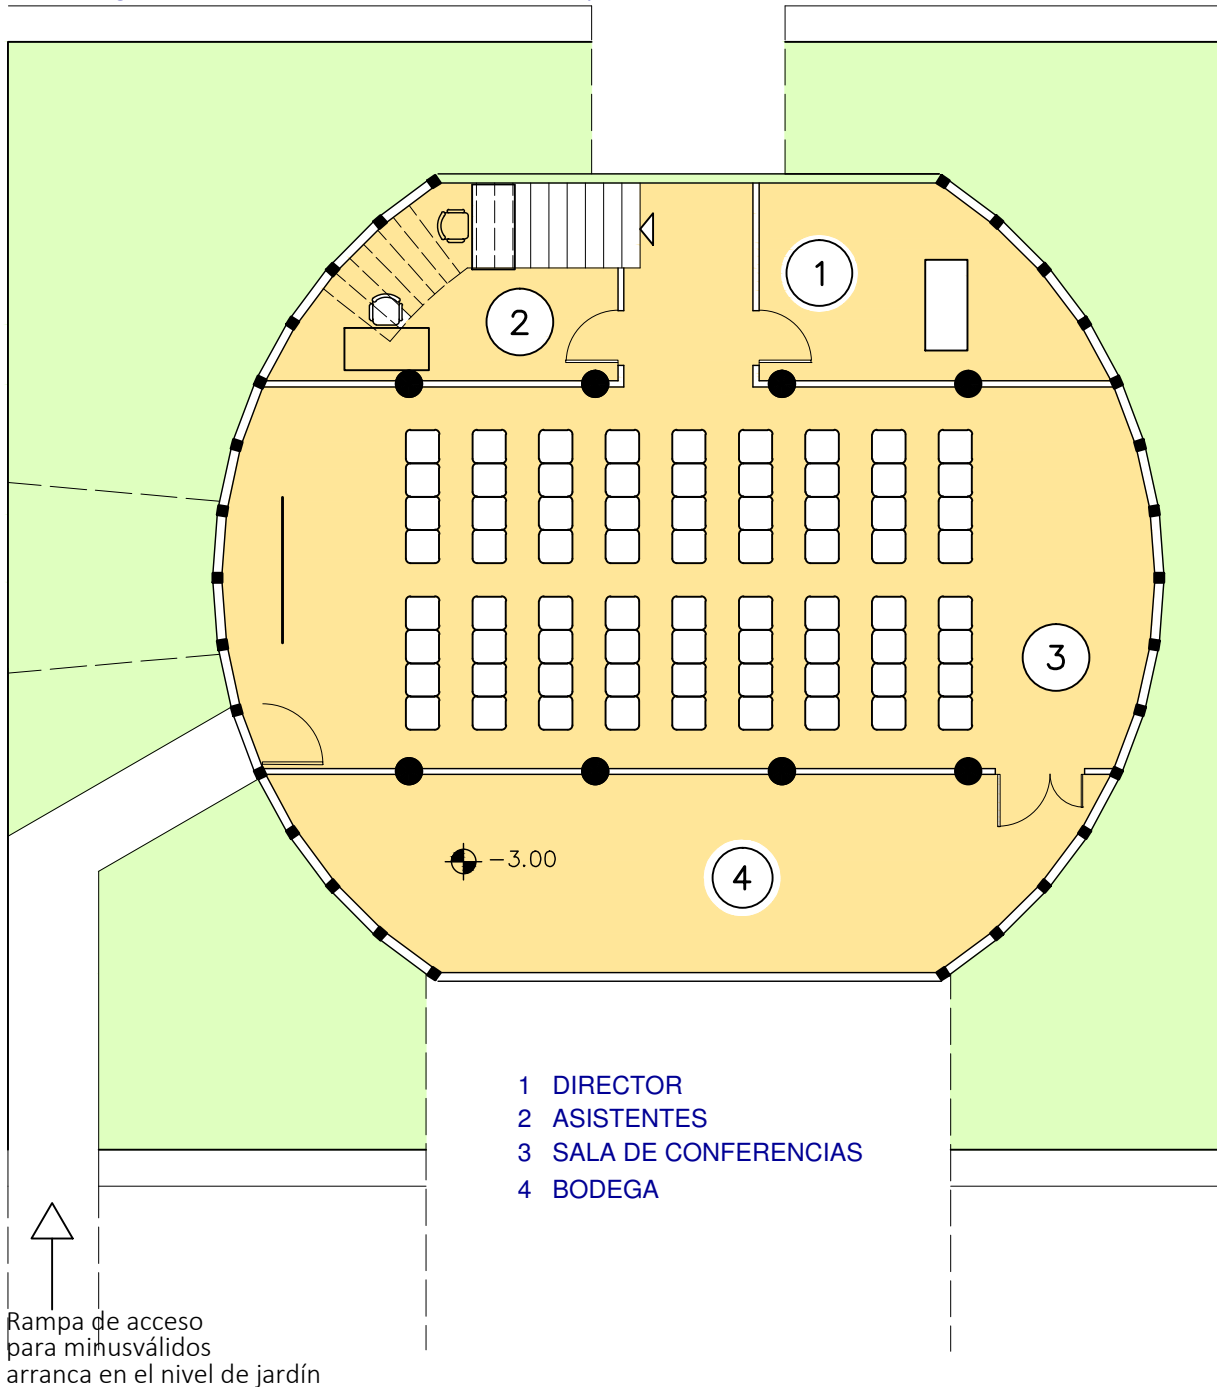 1
2
3
-3.00
4
1 DIRECTOR
2 ASISTENTES
3 SALA DE CONFERENCIAS
4 BODEGA
Rampa de acceso
para minusválidos
arranca en el nivel de jardín